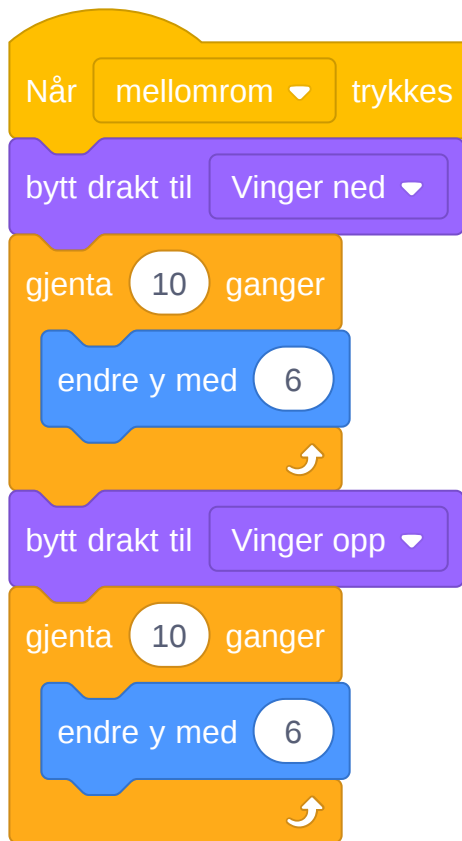 Når mellomrom trykkes
bytt drakt til Vinger ned
gjenta 10 ganger
endre y med 6
bytt drakt til Vinger opp
gjenta 10 ganger
endre y med 6